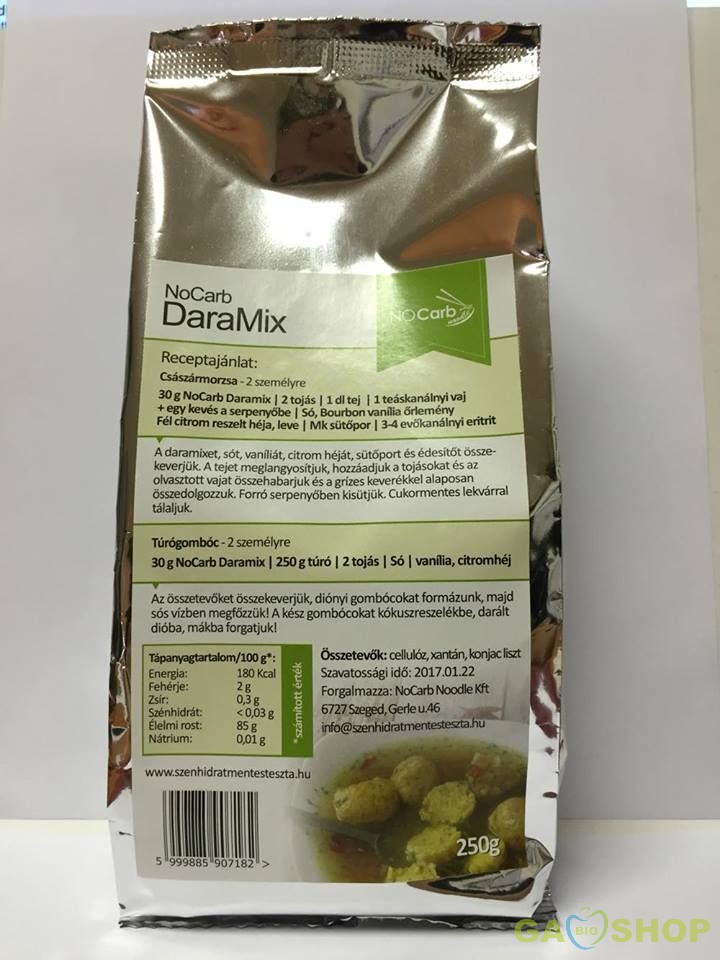 NoCarb
DaraMix
NOCarb
noodle
Receptajánlat:
Császármorzsa - 2 személyre
30 g NoCarb Daramix | 2 tojás | 1 dl tej | 1 teáskanálnyi vaj
+ egy kevés a serpenyőbe | Só, Bourbon vanília őrlemény
Fél citrom reszelt héja, leve | Mk sütőpor | 3-4 evőkanálnyi eritrit
A daramixet, sót, vaníliát, citrom héját, sütőport és édesítőt össze-
keverjük. A tejet meglangyosítjuk, hozzáadjuk a tojásokat és az
olvasztott vajat összehabarjuk és a grízes keverékkel alaposan
összedolgozzuk. Forró serpenyőben kisütjük. Cukormentes lekvárral
tálaljuk.
Túrógombóc - 2 személyre
30 g NoCarb Daramix | 250 g túró | 2 tojás | Só | vanília, citromhéj
Az összetevőket összekeverjük, diónyi gombócokat formázunk, majd
sós vízben megfőzzük! A kész gombócokat kókuszreszelékbe, darált
dióba, mákba forgatjuk!
Tápanyagtartalom/100 g*:
Energia: 180 Kcal
Fehérje: 2 g
Zsír: 0,3 g
Szénhidrát: < 0,03 g
Élelmi rost: 85 g
Nátrium: 0,01 g
*számított érték
Összetevők: cellulóz, xantán, konjac liszt
Szavatossági idő: 2017.01.22
Forgalmazza: NoCarb Noodle Kft
6727 Szeged, Gerle u.46
info@szenhidratmentesteszta.hu
www.szenhidratmentesteszta.hu
5 999885 907182 >
250g
GA BIO SHOP